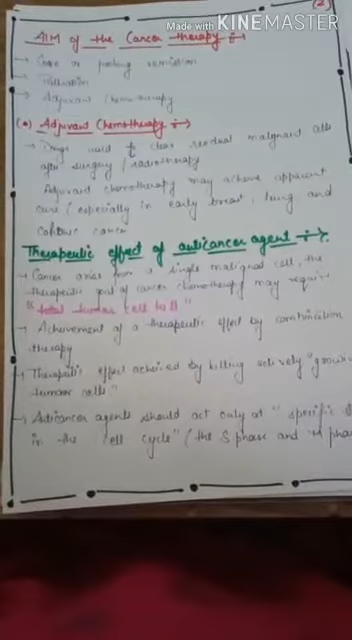 Made with KINEMASTER
(2)
AIM of the Cancer therapy :→
→ Cure or prolong remission
→ Palliation
→ Adjuvant Chemotherapy
(*) Adjuvant Chemotherapy :→
→ Drugs used to clear residual malignant cells
after surgery / radiotherapy
Adjuvant chemotherapy may achieve apparent
cure (especially in early breast, lung and
cancer
Therapeutic effect of anticancer agent :→
→ Cancer arises from a single malignant cell, the
therapeutic goal of cancer chemotherapy may require
"total tumor cell kill"
→ Achievement of a therapeutic effect by combination
therapy
→ Therapeutic effect achieved by killing actively "growing
tumor cells"
→ Anticancer agents should act only at "specific
in the cell cycle" (the S phase and M phase